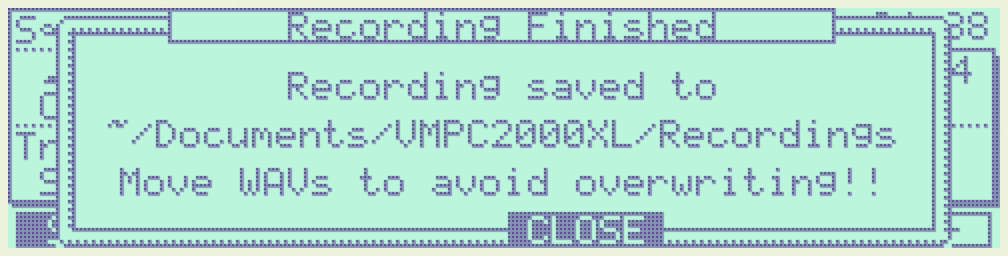 Recording Finished
Recording saved to
~/Documents/VMPC2000XL/Recordings
Move WAVs to avoid overwriting!!
CLOSE